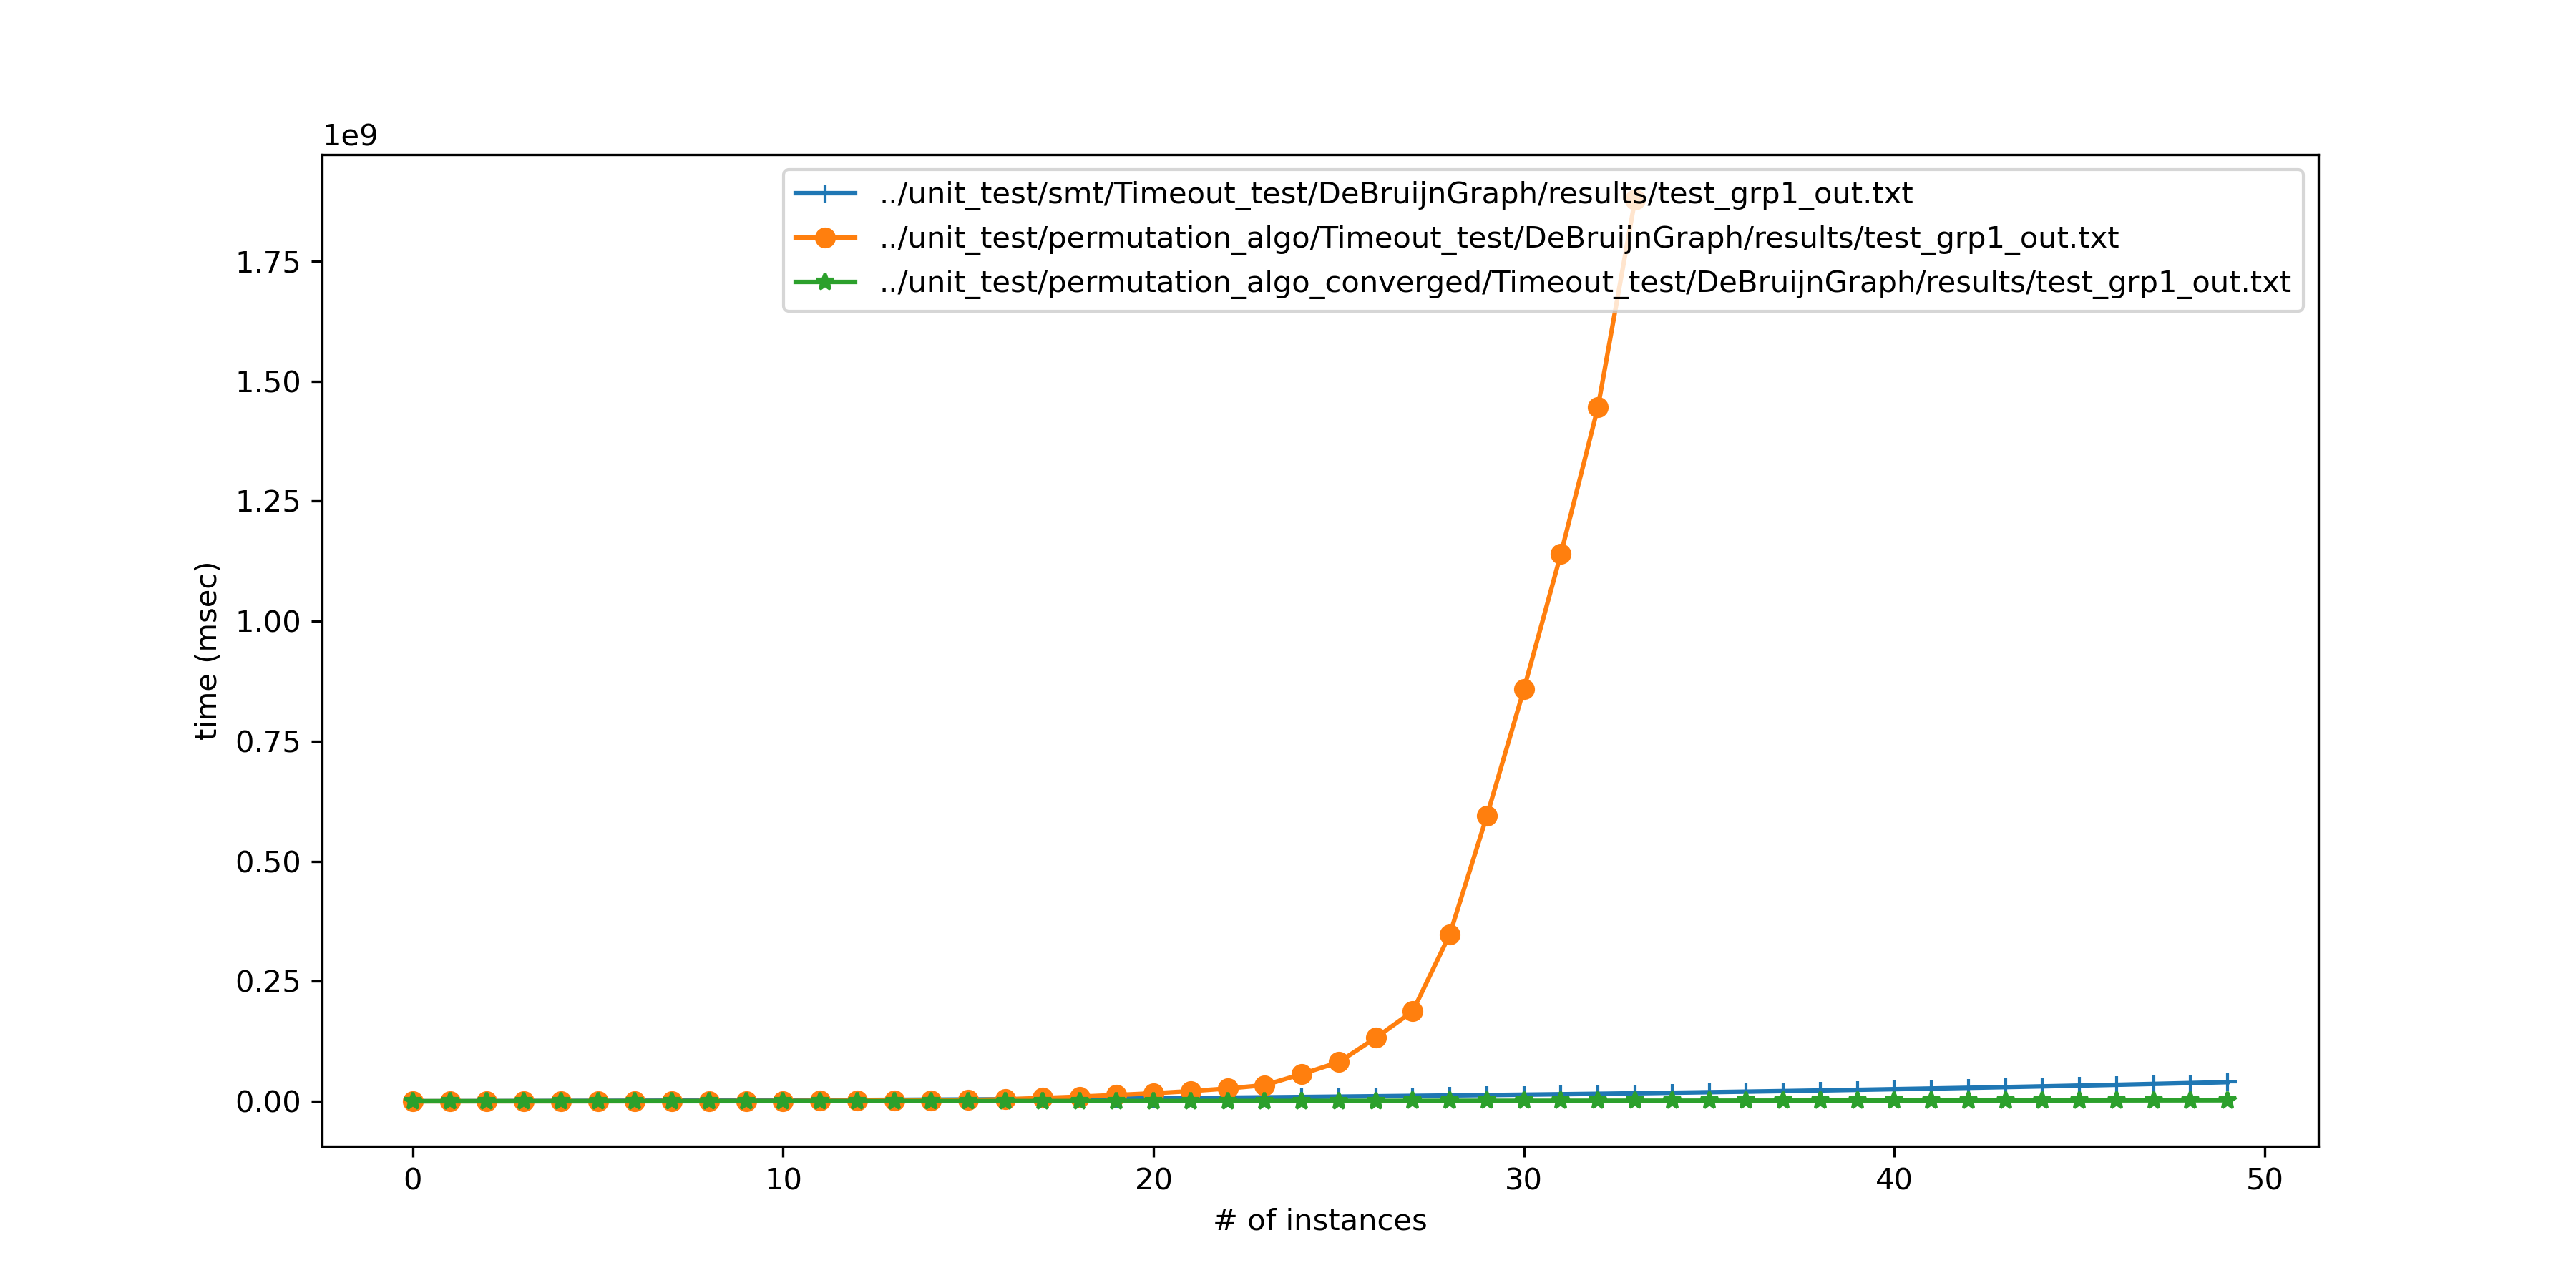 1e9
../unit_test/smt/Timeout_test/DeBruijnGraph/results/test_grp1_out.txt
../unit_test/permutation_algo/Timeout_test/DeBruijnGraph/results/test_grp1_out.txt
../unit_test/permutation_algo_converged/Timeout_test/DeBruijnGraph/results/test_grp1_out.txt
1.75
1.50
1.25
1.00
0.75
0.50
0.25
0.00
time (msec)
0 10 20 30 40 50
# of instances